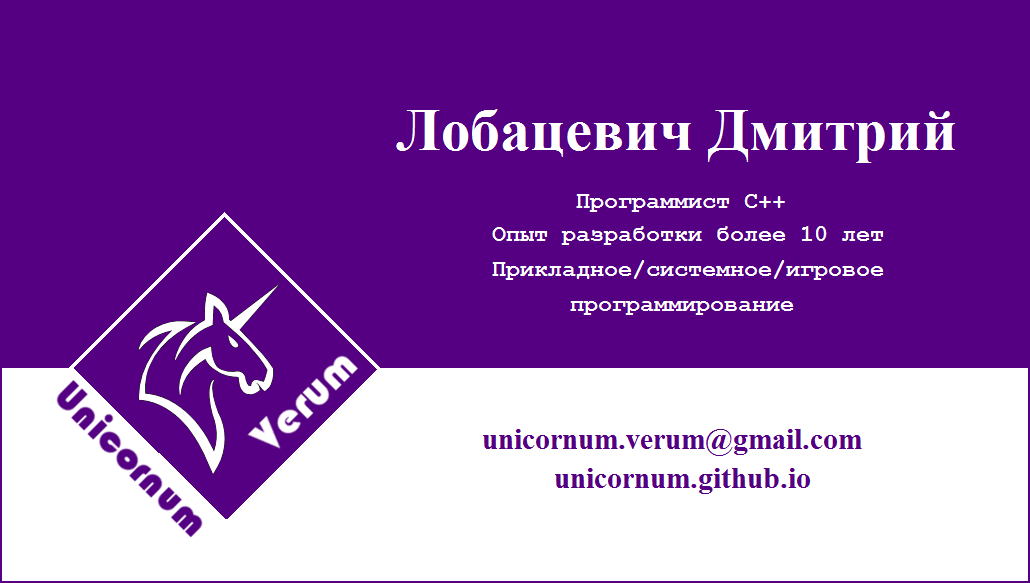 Лобацевич Дмитрий
Программист C++
Опыт разработки более 10 лет
Прикладное/системное/игровое
программирование
Unicornum
Verum
unicornum.verum@gmail.com
unicornum.github.io